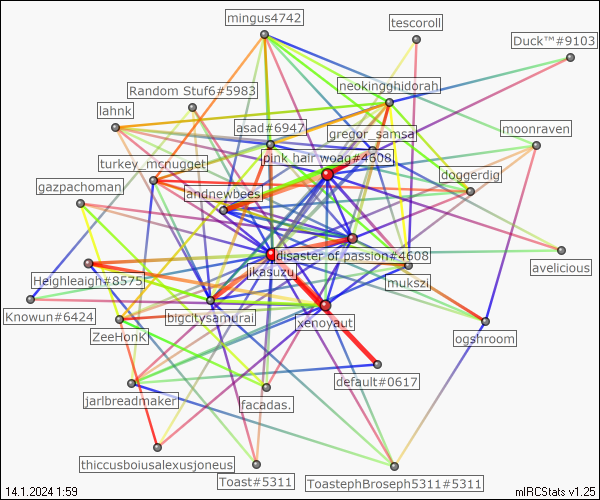 mingus4742
tescoroll
Duck™#9103
neokingghidorah
Random Stuf6#5983
lahnk
asad#6947
gregor_samsa
moonraven
pink hair woag#4608
turkey_mcnugget
doggerdig
gazpachoman
andnewbees
disaster of passion#4608
avelicious
jkasuzu
Heighleaigh#8575
mukszi
Knowun#6424
bigcitysamurai
xenoyaut
ZeeHonk
ogshroom
default#0617
jarlbreadmaker
facadas.
thiccusboiusalexusjoneus
Toast#5311
ToastephBroseph5311#5311
14.1.2024 1:59
mIRCStats v1.25